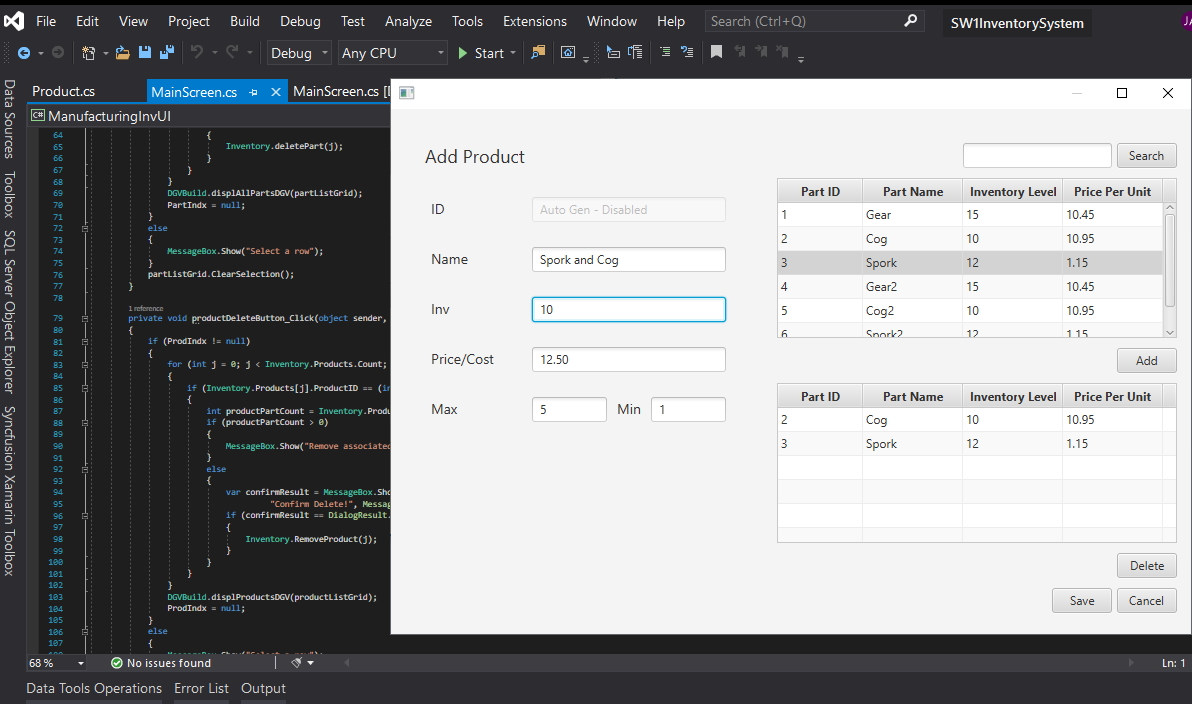 File Edit View Project Build Debug Test Analyze Tools Extensions Window Help Search (Ctrl+Q) SW1InventorySystem JA
Debug Any CPU Start
Data Sources
Toolbox
SQL Server Object Explorer
Syncfusion Xamarin Toolbox
Product.cs MainScreen.cs MainScreen.cs [
C# ManufacturingInvUI
64 {
65 Inventory.deletePart(j);
66 }
67 }
68 }
69 DGVBuild.displAllPartsDGV(partListGrid);
70 PartIndx = null;
71 }
72 else
73 {
74 MessageBox.Show("Select a row");
75 }
76 partListGrid.ClearSelection();
77 }
78
1 reference
79 private void productDeleteButton_Click(object sender,
80 {
81 if (ProdIndx != null)
82 {
83 for (int j = 0; j < Inventory.Products.Count;
84 {
85 if (Inventory.Products[j].ProductID == (in
86 {
87 int productPartCount = Inventory.Produ
88 if (productPartCount > 0)
89 {
90 MessageBox.Show("Remove associated
91 }
92 else
93 {
94 var confirmResult = MessageBox.Sho
95 "Confirm Delete!", Messag
96 if (confirmResult == DialogResult.
97 {
98 Inventory.RemoveProduct(j);
99 }
100 }
101 }
102 }
103 DGVBuild.displProductsDGV(productListGrid);
104 ProdIndx = null;
105 }
106 else
107 {
Add Product
ID Auto Gen - Disabled
Name Spork and Cog
Inv 10
Price/Cost 12.50
Max 5 Min 1
Search
Part ID Part Name Inventory Level Price Per Unit
1 Gear 15 10.45
2 Cog 10 10.95
3 Spork 12 1.15
4 Gear2 15 10.45
5 Cog2 10 10.95
6 Spork2 12 1.15
Add
Part ID Part Name Inventory Level Price Per Unit
2 Cog 10 10.95
3 Spork 12 1.15
Delete
Save Cancel
68 % No issues found Ln: 1
Data Tools Operations Error List Output